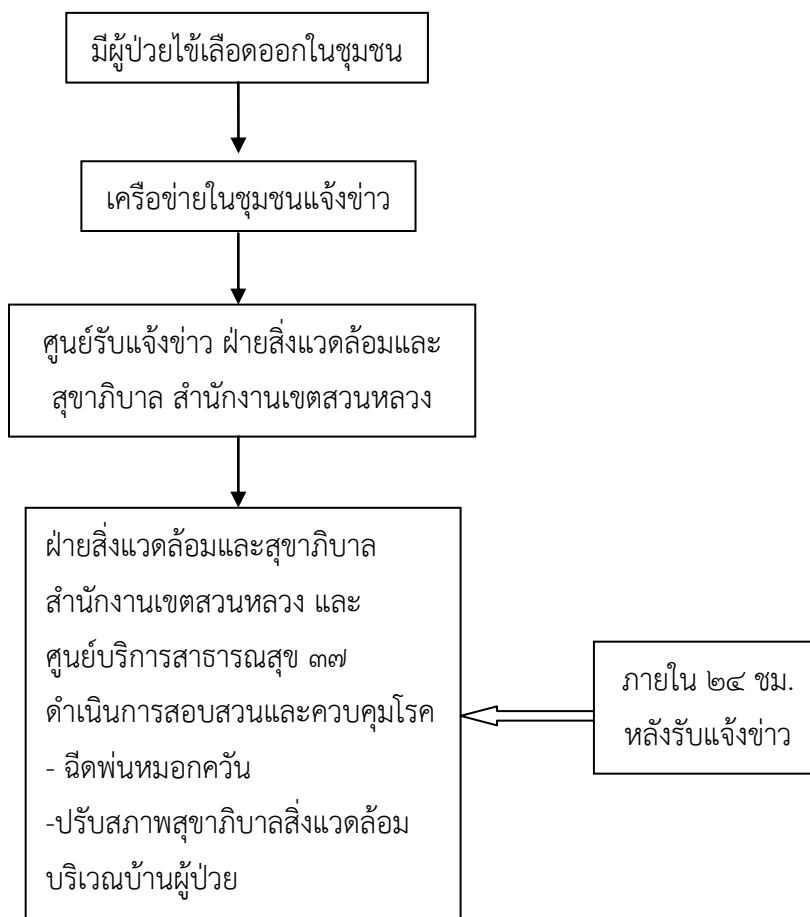 มีผู้ป่วยไข้เลือดออกในชุมชน
เครือข่ายในชุมชนแจ้งข่าว
ศูนย์รับแจ้งข่าว ฝ่ายสิ่งแวดล้อมและ
สุขาภิบาล สำนักงานเขตสวนหลวง
ฝ่ายสิ่งแวดล้อมและสุขาภิบาล
สำนักงานเขตสวนหลวง และ
ศูนย์บริการสาธารณสุข ๓๗
ดำเนินการสอบสวนและควบคุมโรค
- ฉีดพ่นหมอกควัน
-ปรับสภาพสุขาภิบาลสิ่งแวดล้อม
บริเวณบ้านผู้ป่วย
ภายใน ๒๔ ชม.
หลังรับแจ้งข่าว